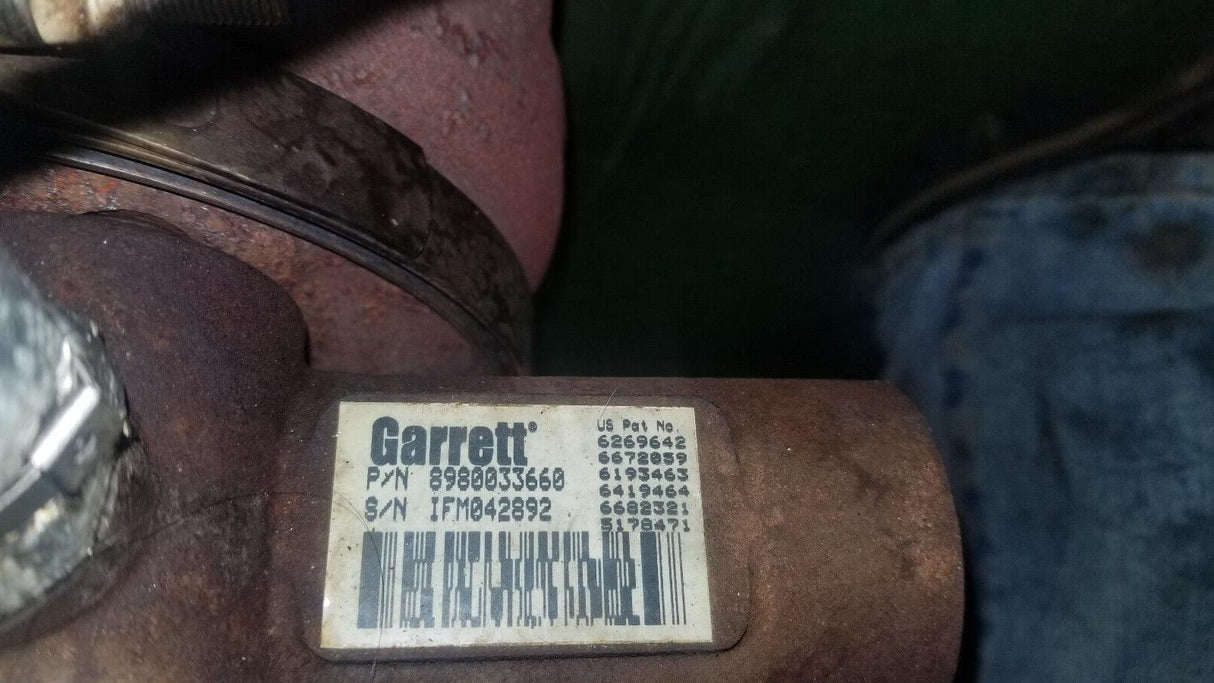 Garrett®
P/N 8980033660
S/N IFM042892
US Pat No.
6269642
6672059
6193463
6419464
6682321
5178471